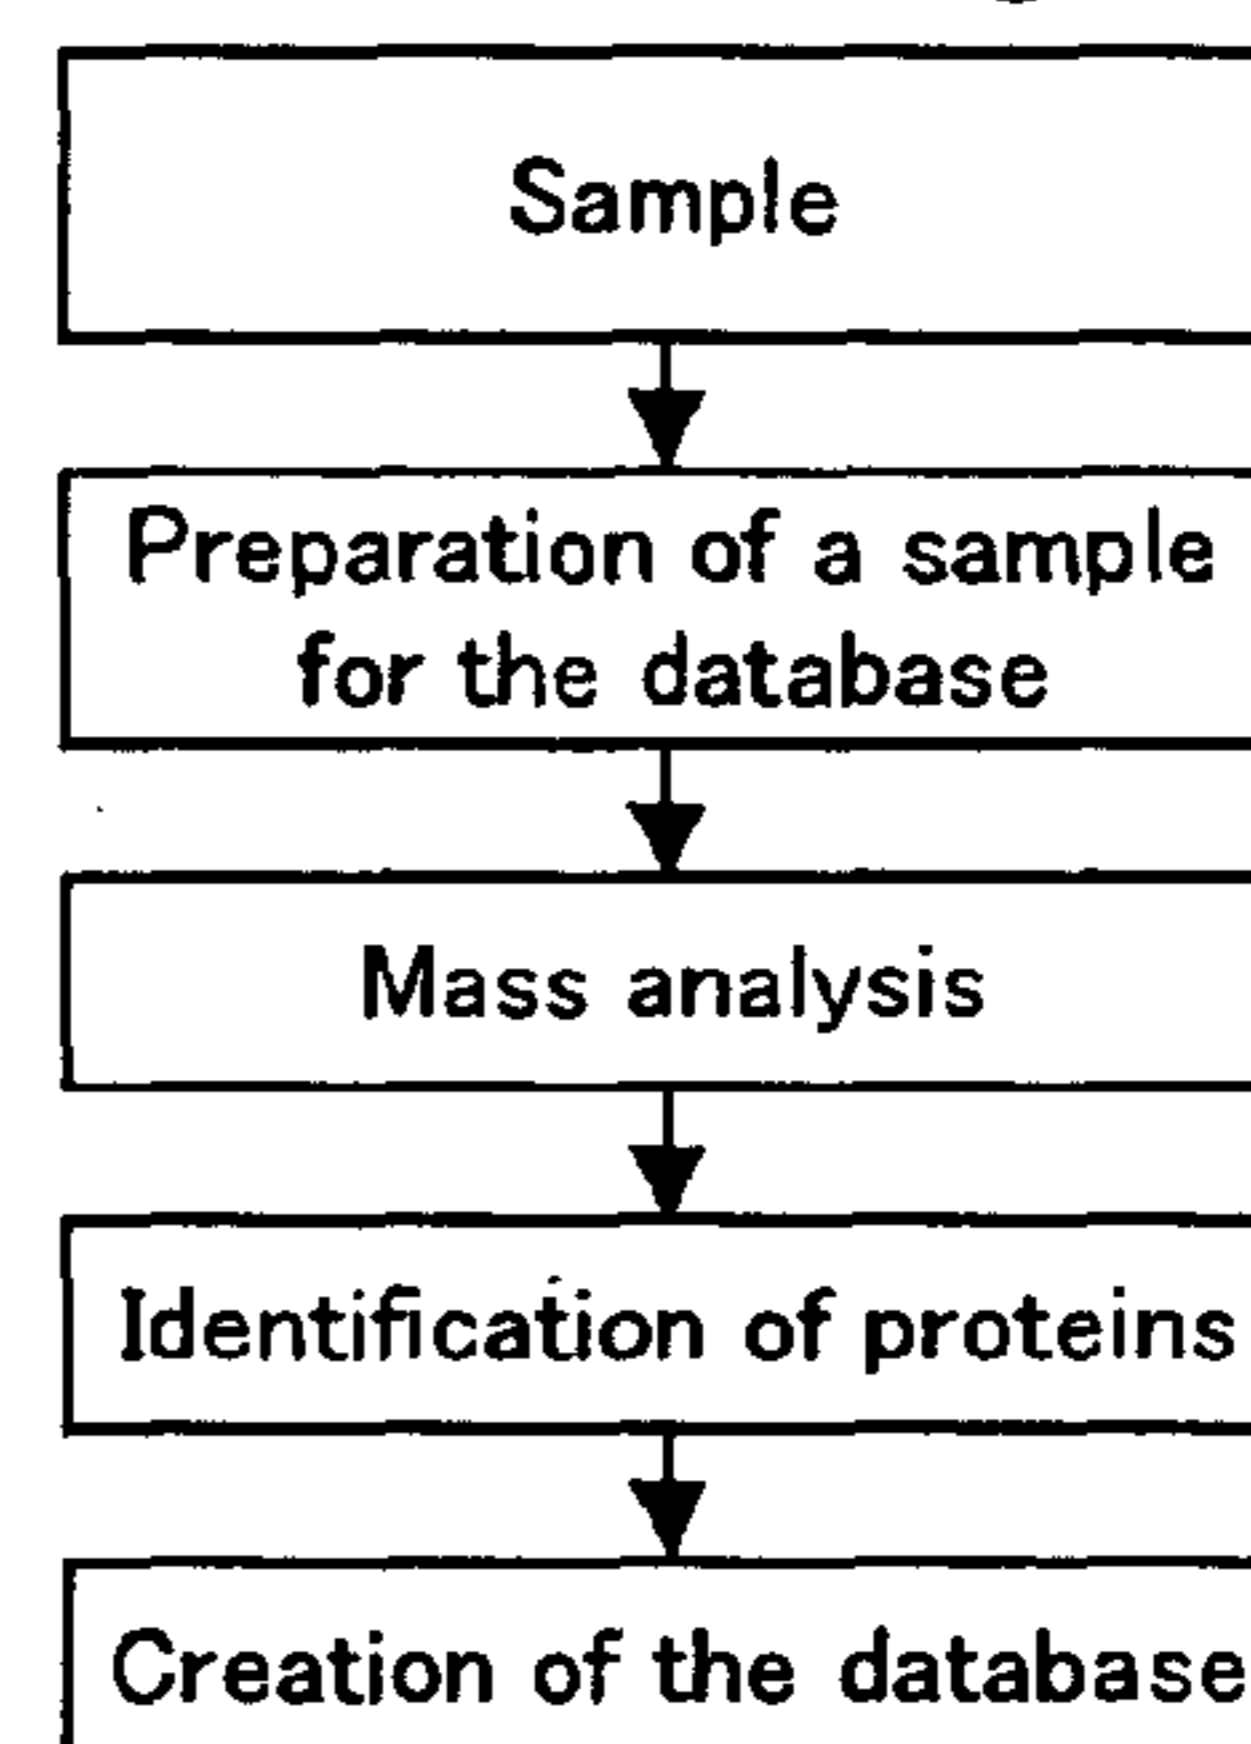 Sample
Preparation of a sample
for the database
Mass analysis
Identification of proteins
Creation of the database